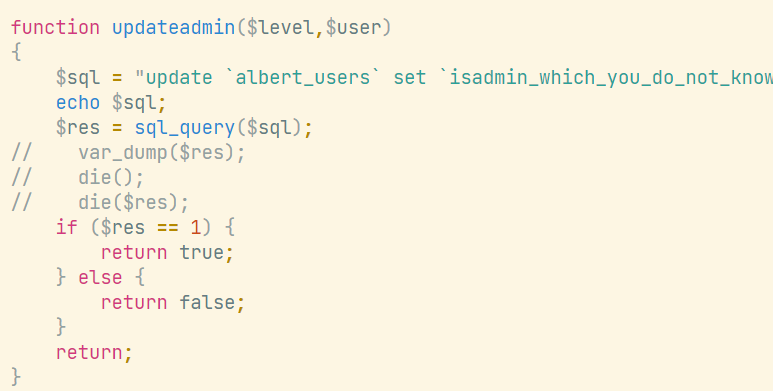 function updateadmin($level,$user)
{
    $sql = "update `albert_users` set `isadmin_which_you_do_not_know
    echo $sql;
    $res = sql_query($sql);
//    var_dump($res);
//    die();
//    die($res);
    if ($res == 1) {
        return true;
    } else {
        return false;
    }
    return;
}